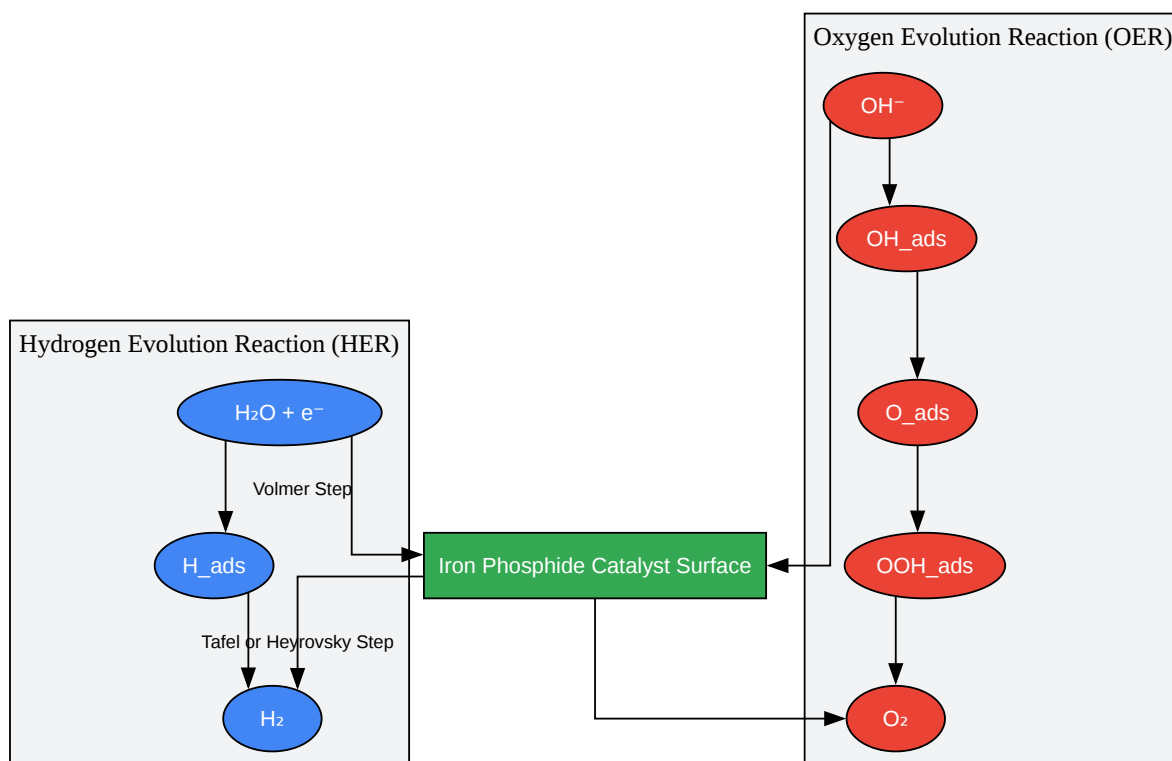 Oxygen Evolution Reaction (OER)
OH⁻
OH_ads
Hydrogen Evolution Reaction (HER)
H₂O + e⁻
O_ads
Volmer Step
H_ads
Iron Phosphide Catalyst Surface
OOH_ads
Tafel or Heyrovsky Step
H₂
O₂